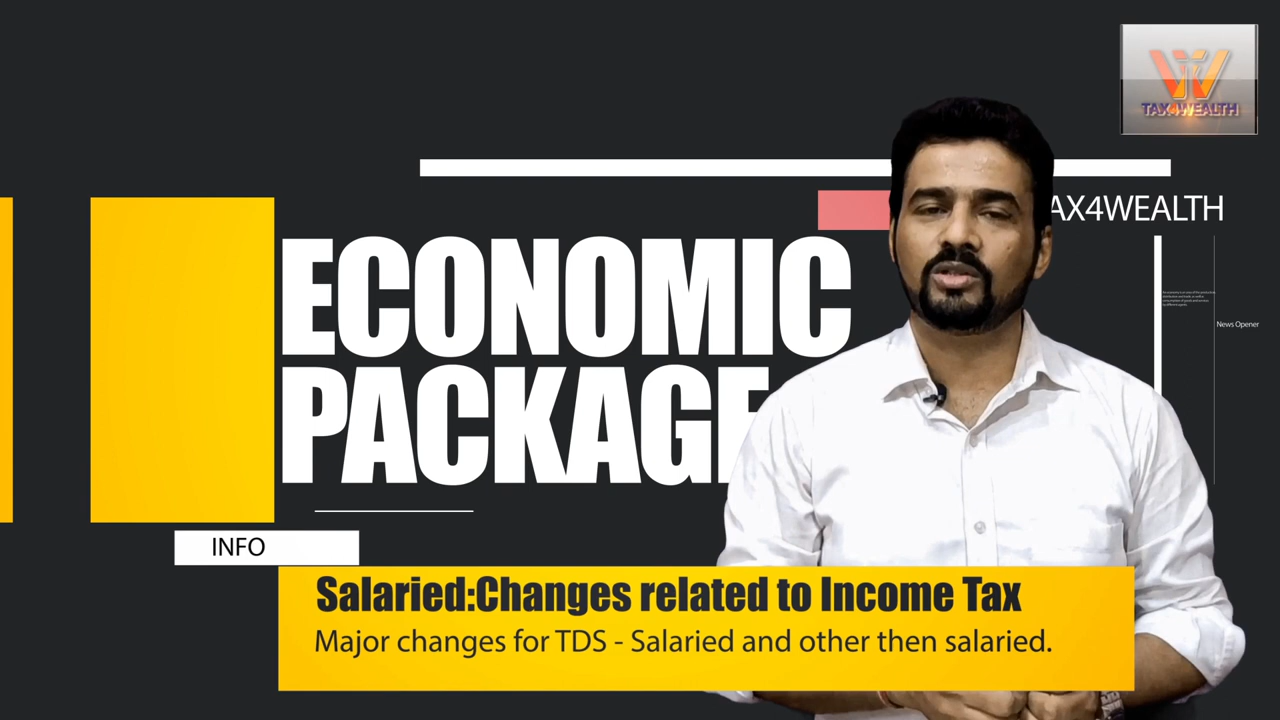 TAX4WEALTH
AX4WEALTH
ECONOMIC
PACKAGE
News Opener
INFO
Salaried:Changes related to Income Tax
Major changes for TDS - Salaried and other then salaried.